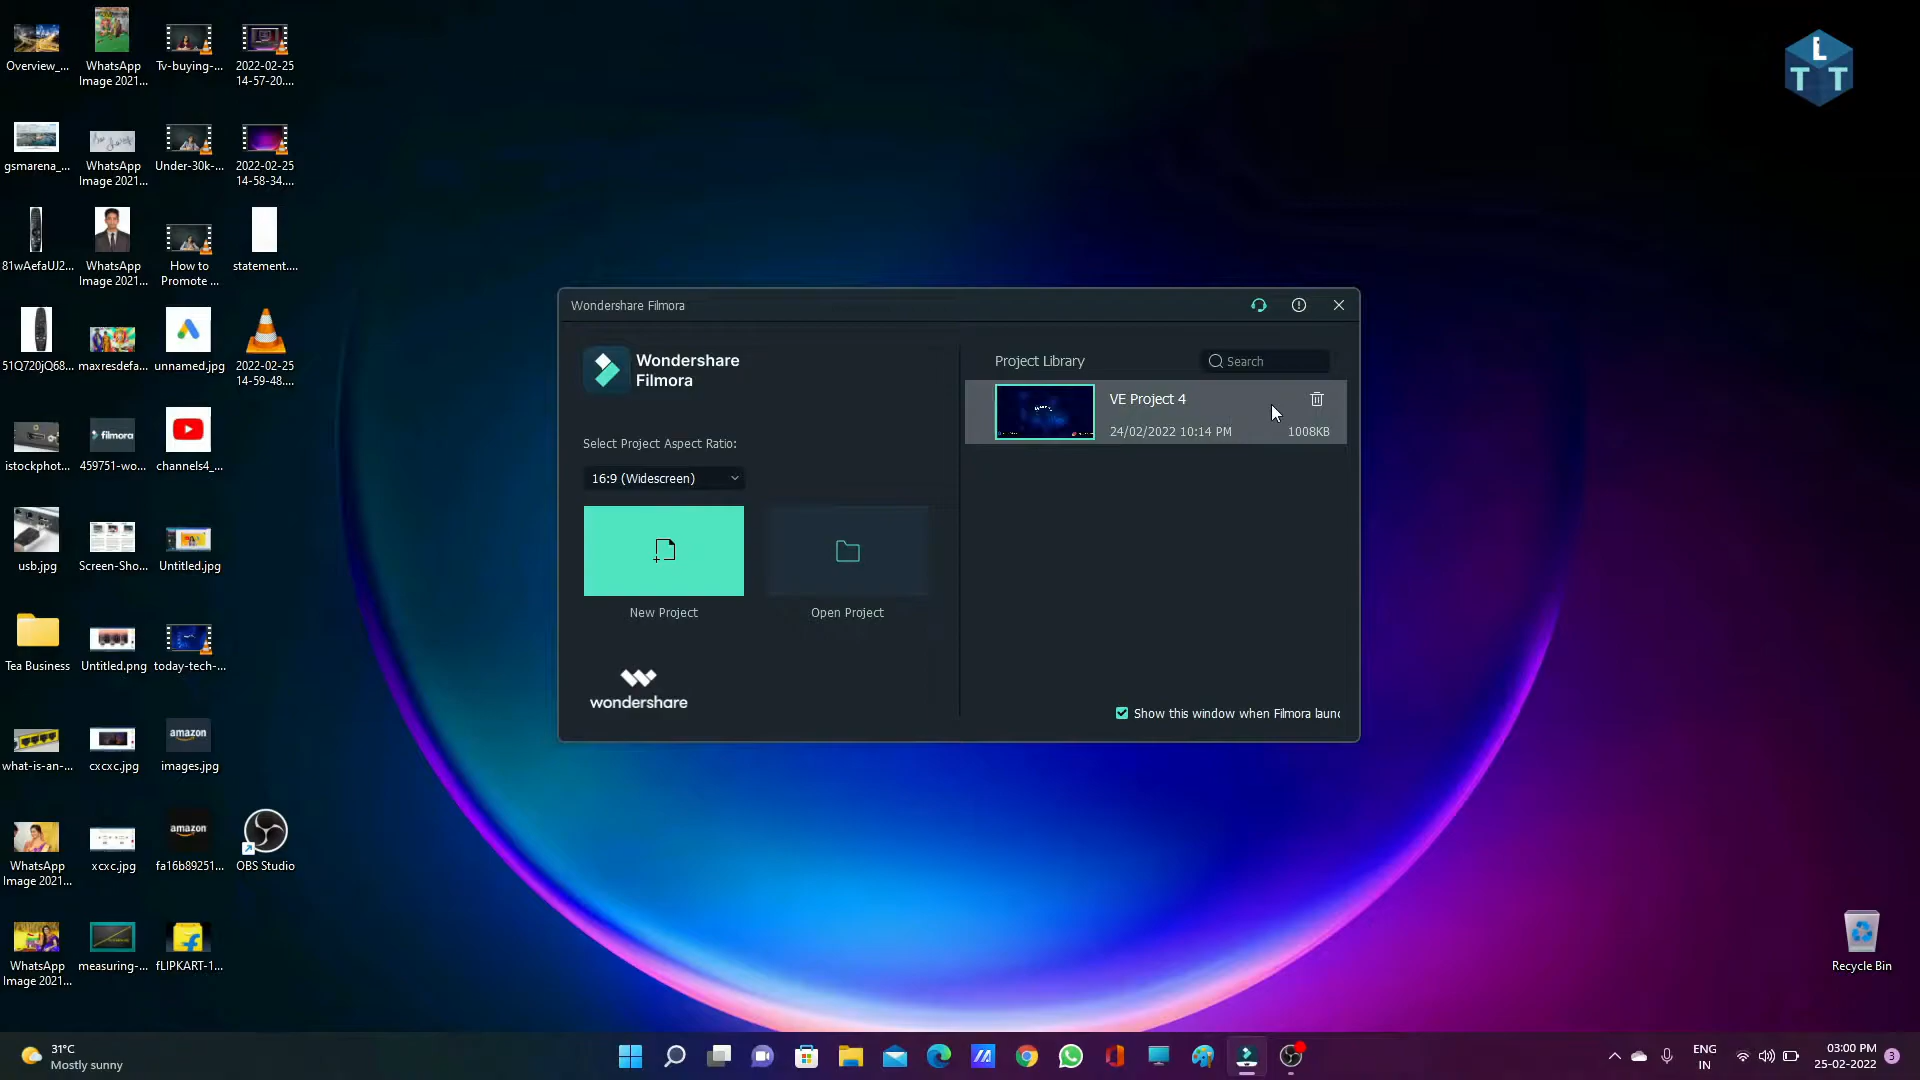 Overview_...
WhatsApp
Image 2021...
Tv-buying-...
2022-02-25
14-57-20....
gsmarena_...
WhatsApp
Image 2021...
Under-30k-...
2022-02-25
14-58-34....
81wAefaUJ2...
WhatsApp
Image 2021...
How to
Promote ...
statement....
51Q720jQ68...
maxresdefa...
unnamed.jpg
2022-02-25
14-59-48....
istockphot...
filmora
459751-wo...
channels4_...
usb.jpg
Screen-Sho...
Untitled.jpg
Tea Business
Untitled.png
today-tech-...
what-is-an-...
cxcxc.jpg
amazon
images.jpg
WhatsApp
Image 2021...
xcxc.jpg
amazon
fa16b89251...
OBS Studio
WhatsApp
Image 2021...
measuring-...
fLIPKART-1...
L
T T
Wondershare Filmora
Wondershare
Filmora
Select Project Aspect Ratio:
16:9 (Widescreen)
New Project
Open Project
wondershare
Project Library
Search
VE Project 4
24/02/2022 10:14 PM
1008KB
Show this window when Filmora launc
Recycle Bin
31°C
Mostly sunny
ENG
IN
03:00 PM
25-02-2022
3